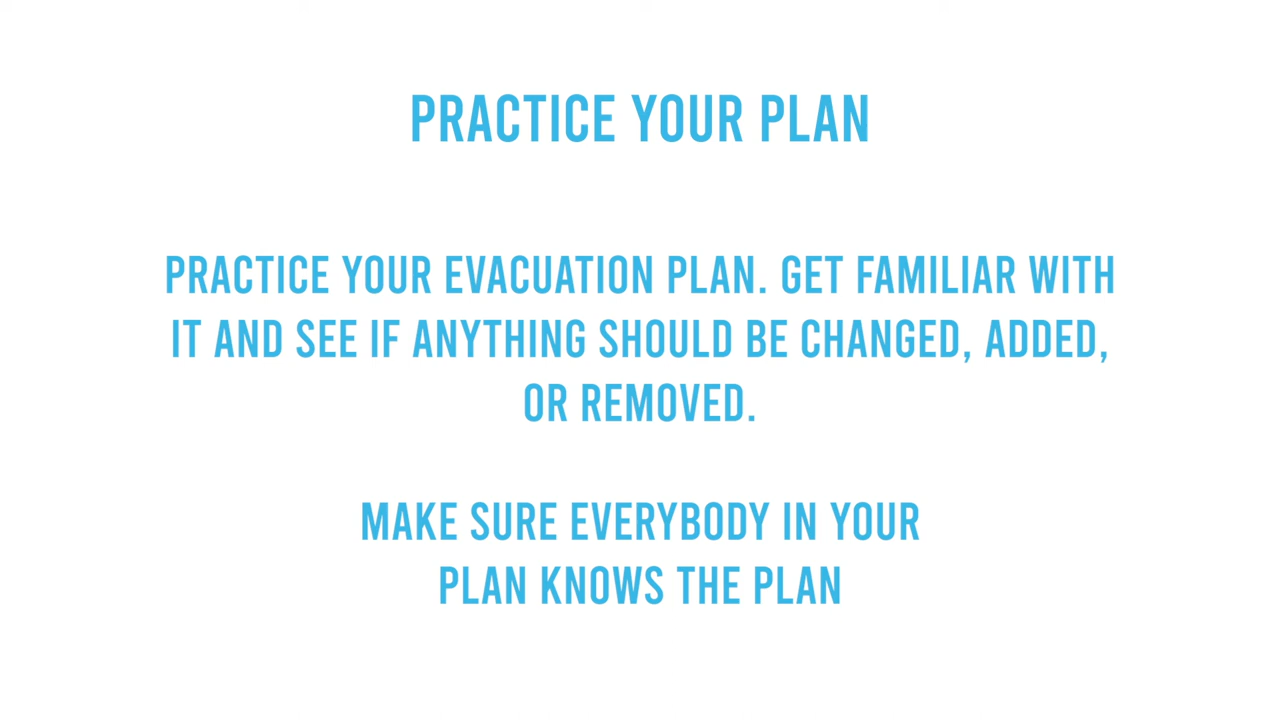 PRACTICE YOUR PLAN
PRACTICE YOUR EVACUATION PLAN. GET FAMILIAR WITH
IT AND SEE IF ANYTHING SHOULD BE CHANGED, ADDED,
OR REMOVED.
MAKE SURE EVERYBODY IN YOUR
PLAN KNOWS THE PLAN